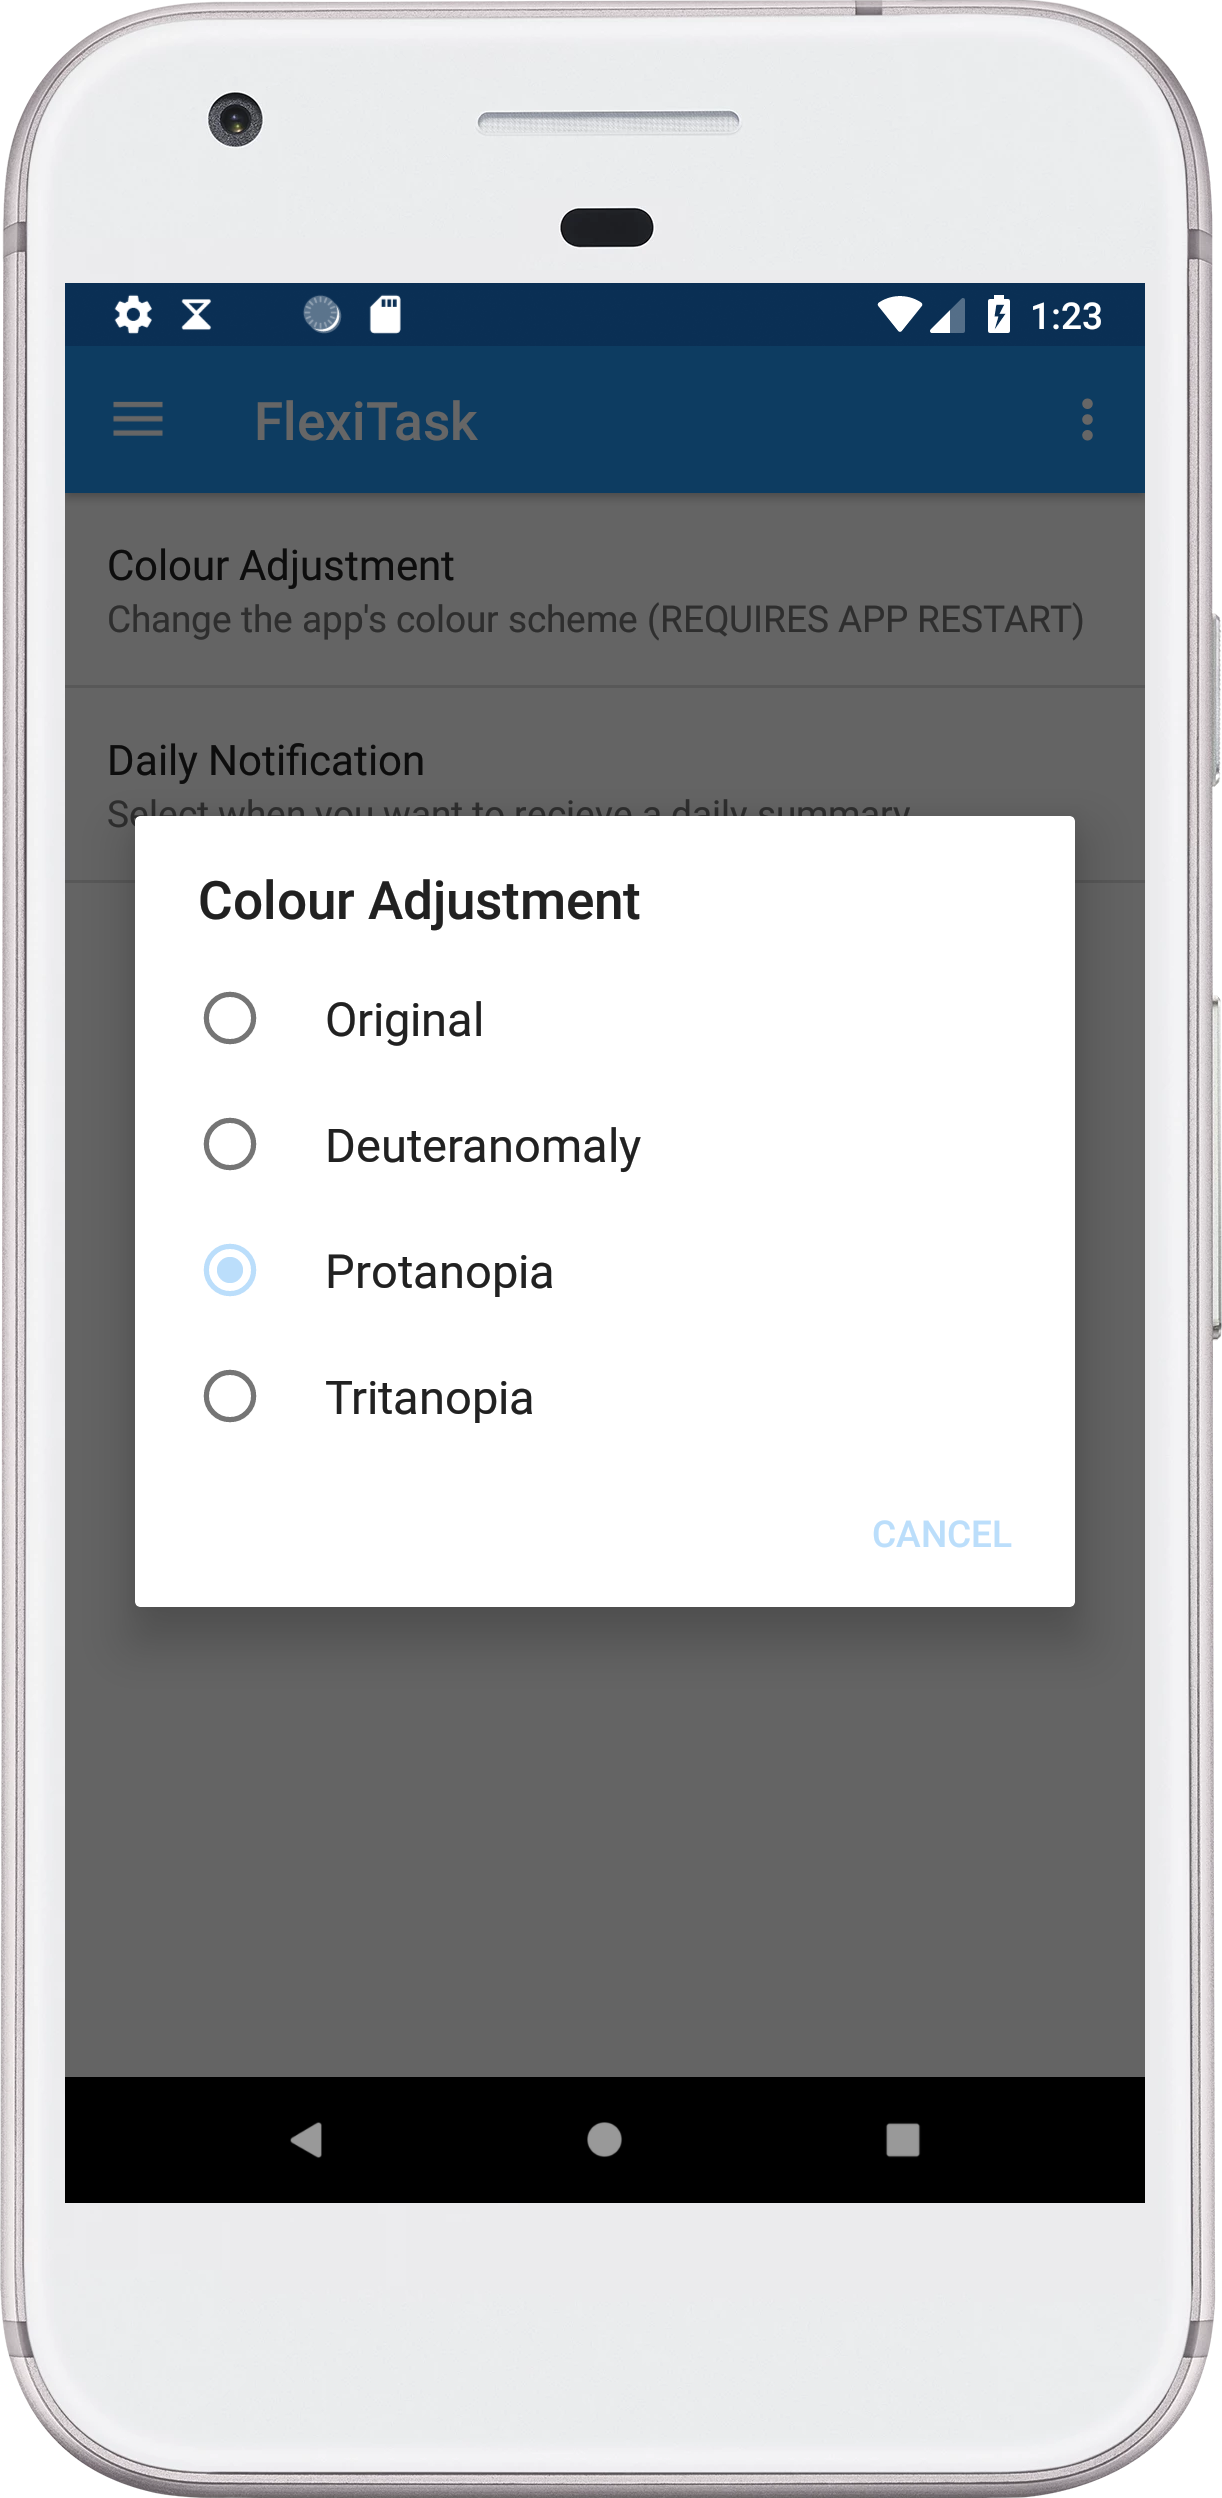 1:23
FlexiTask
Colour Adjustment
Change the app's colour scheme (REQUIRES APP RESTART)
Daily Notification
Select when you want to recieve a daily summary
Colour Adjustment
Original
Deuteranomaly
Protanopia
Tritanopia
CANCEL